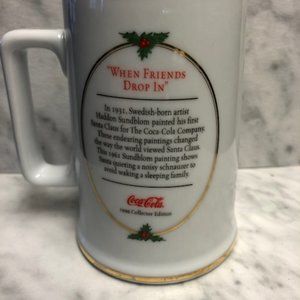 "WHEN FRIENDS
DROP IN"
In 1931, Swedish-born artist
Haddon Sundblom painted his first
Santa Claus for The Coca-Cola Company.
These endearing paintings changed
the way the world viewed Santa Claus.
This 1961 Sundblom painting shows
Santa quieting a noisy schnauzer to
avoid waking a sleeping family.
Coca-Cola
1996 Collector Edition